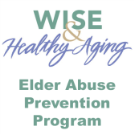 WISE
&
Healthy Aging
Elder Abuse
Prevention
Program